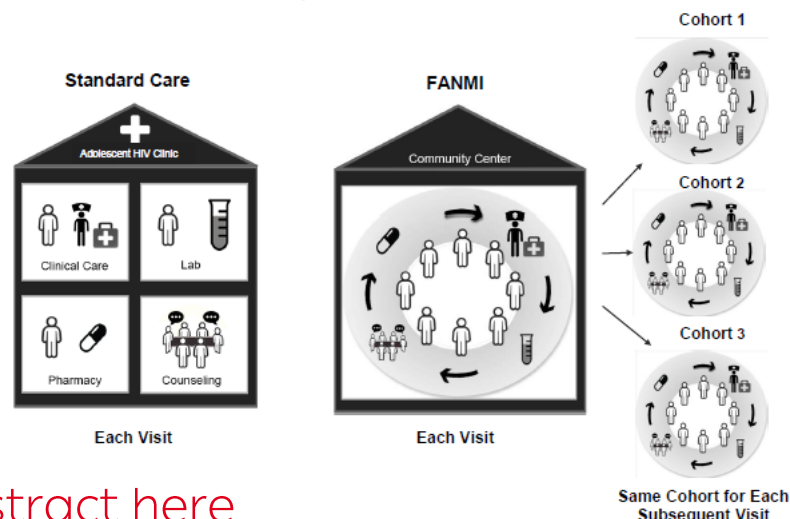 Standard Care
Adolescent HIV Clinic
Clinical Care
Lab
Pharmacy
Counseling
Each Visit
FANMI
Community Center
Each Visit
Cohort 1
Cohort 2
Cohort 3
Same Cohort for Each
Subsequent Visit
stract here